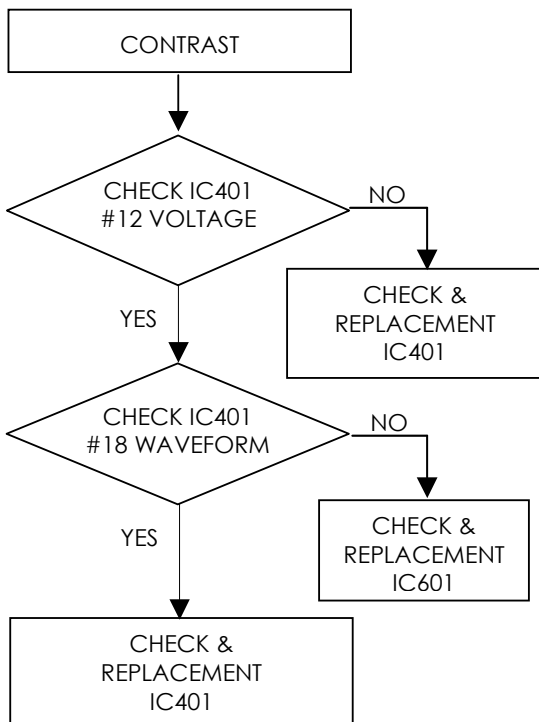 CONTRAST
CHECK IC401
#12 VOLTAGE
NO
CHECK &
REPLACEMENT
IC401
YES
CHECK IC401
#18 WAVEFORM
NO
CHECK &
REPLACEMENT
IC601
YES
CHECK &
REPLACEMENT
IC401